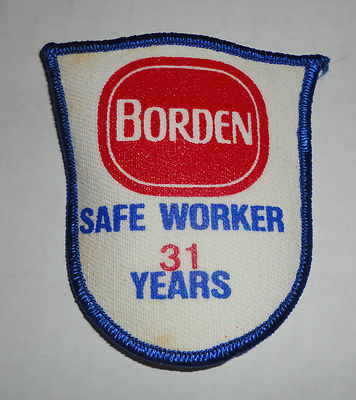 BORDEN
SAFE WORKER
31
YEARS